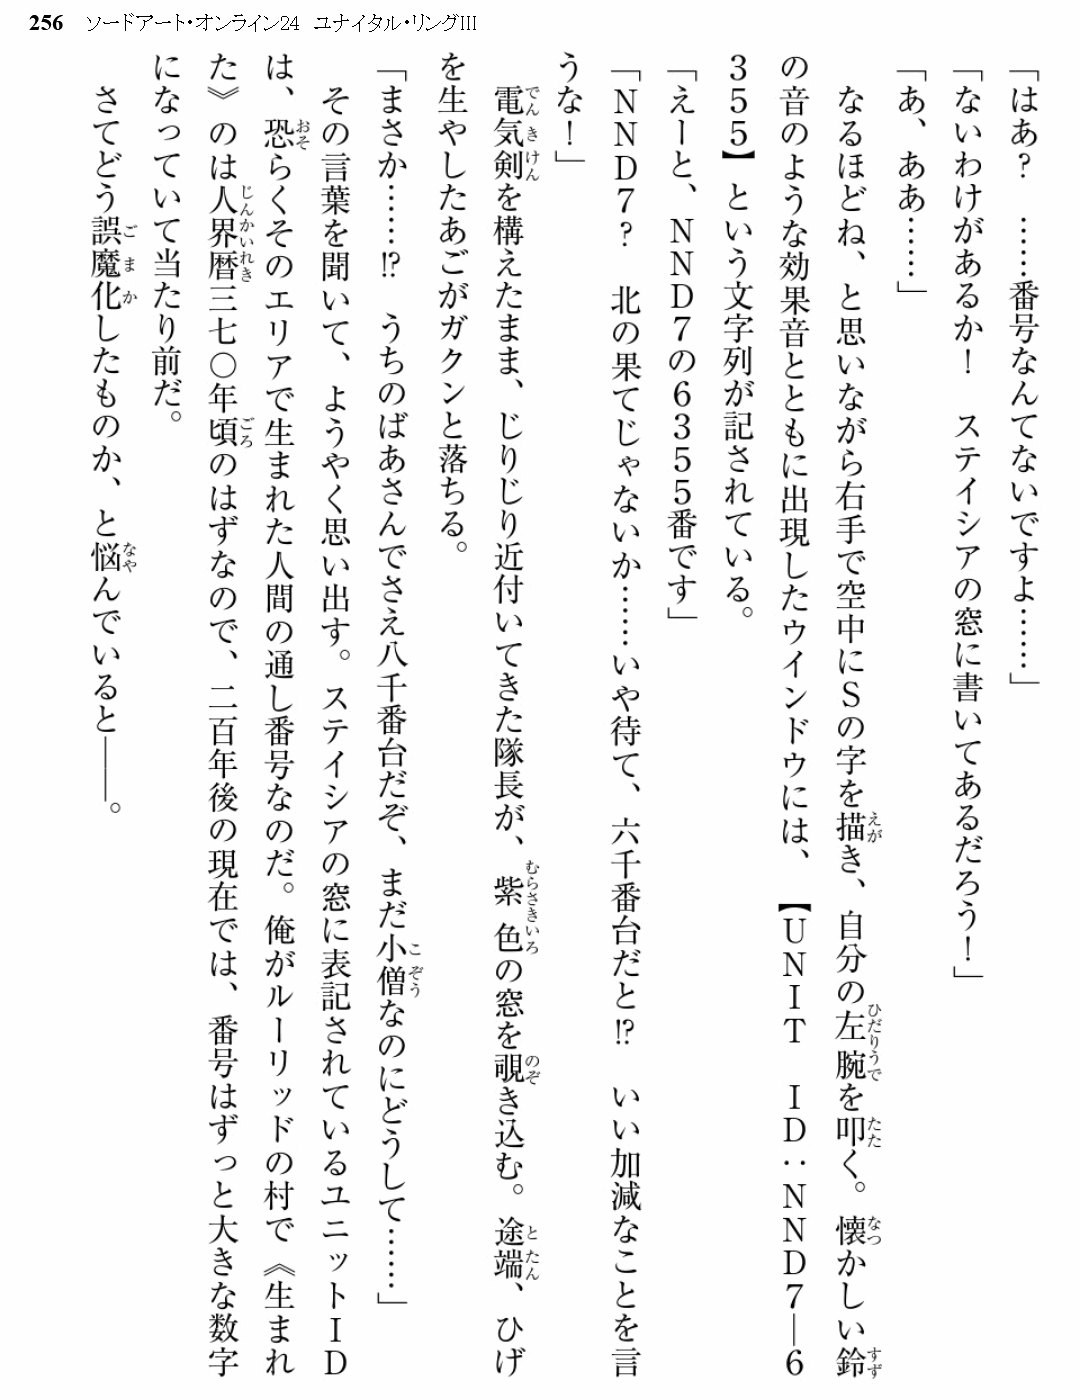 256　ソードアート・オンライン24　ユナイタル・リングIII
「はあ？　……番号なんてないですよ……」
「ないわけがあるか！　ステイシアの窓に書いてあるだろう！」
「あ、ああ……」
　なるほどね、と思いながら右手で空中にＳの字を描き、自分の左腕を叩く。懐かしい鈴
の音のような効果音とともに出現したウインドウには、【ＵＮＩＴ　ＩＤ：ＮＮＤ７―６
３５５】という文字列が記されている。
「えーと、ＮＮＤ７の６３５５番です」
「ＮＮＤ７？　北の果てじゃないか……いや待て、六千番台だと!?　いい加減なことを言
うな！」
　電気剣を構えたまま、じりじり近付いてきた隊長が、紫色の窓を覗き込む。途端、ひげ
を生やしたあごがガクンと落ちる。
「まさか……!?　うちのばあさんでさえ八千番台だぞ、まだ小僧なのにどうして……」
　その言葉を聞いて、ようやく思い出す。ステイシアの窓に表記されているユニットＩＤ
は、恐らくそのエリアで生まれた人間の通し番号なのだ。俺がルーリッドの村で《生まれ
た》のは人界暦三七〇年頃のはずなので、二百年後の現在では、番号はずっと大きな数字
になっていて当たり前だ。
　さてどう誤魔化したものか、と悩んでいると――。